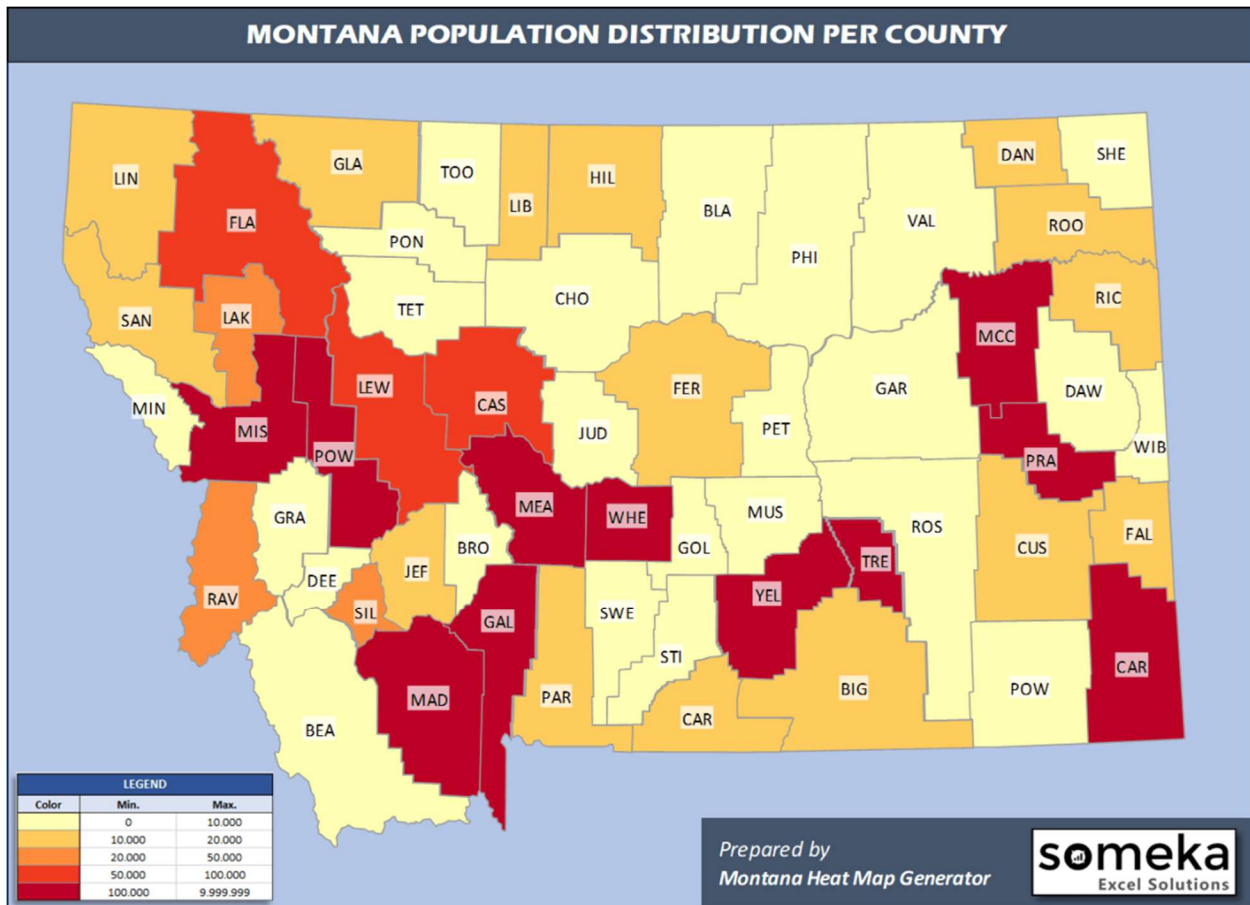 MONTANA POPULATION DISTRIBUTION PER COUNTY
LIN
FLA
GLA
TOO
LIB
HIL
BLA
PHI
VAL
DAN
SHE
ROO
PON
TET
CHO
RIC
SAN
LAK
MCC
MIN
LEW
CAS
FER
GAR
DAW
MIS
POW
JUD
PET
PRA
WIB
GRA
MEA
WHE
MUS
ROS
BRO
GOL
CUS
FAL
DEE
JEF
TRE
RAV
SIL
GAL
SWE
YEL
STI
CAR
MAD
PAR
CAR
BIG
POW
BEA
LEGEND
Color Min. Max.
0 10.000
10.000 20.000
20.000 50.000
50.000 100.000
100.000 9.999.999
Prepared by
Montana Heat Map Generator
someka
Excel Solutions